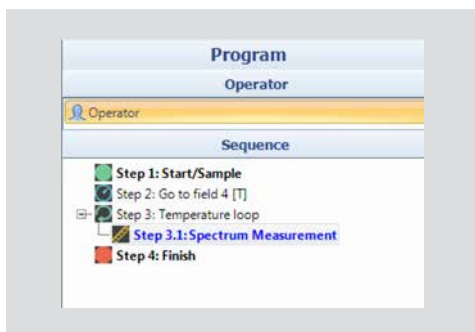 Program
Operator
Operator
Sequence
Step 1: Start/Sample
Step 2: Go to field 4 [T]
Step 3: Temperature loop
Step 3.1: Spectrum Measurement
Step 4: Finish